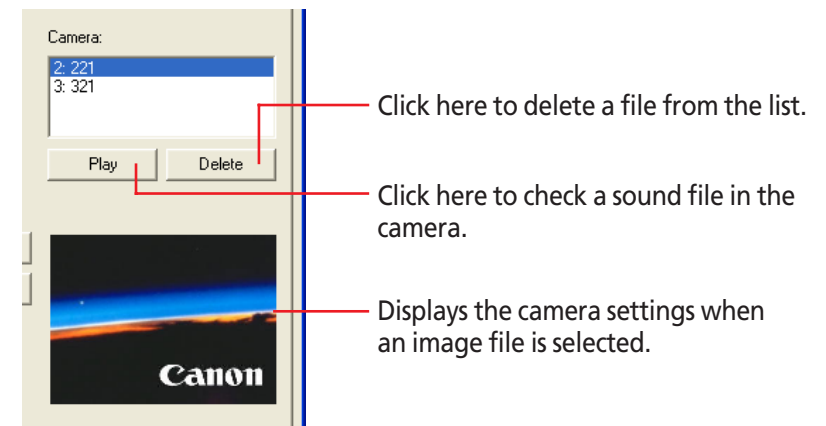 Camera:
2: 221
3: 321
Play
Delete
Canon
Click here to delete a file from the list.
Click here to check a sound file in the
camera.
Displays the camera settings when
an image file is selected.